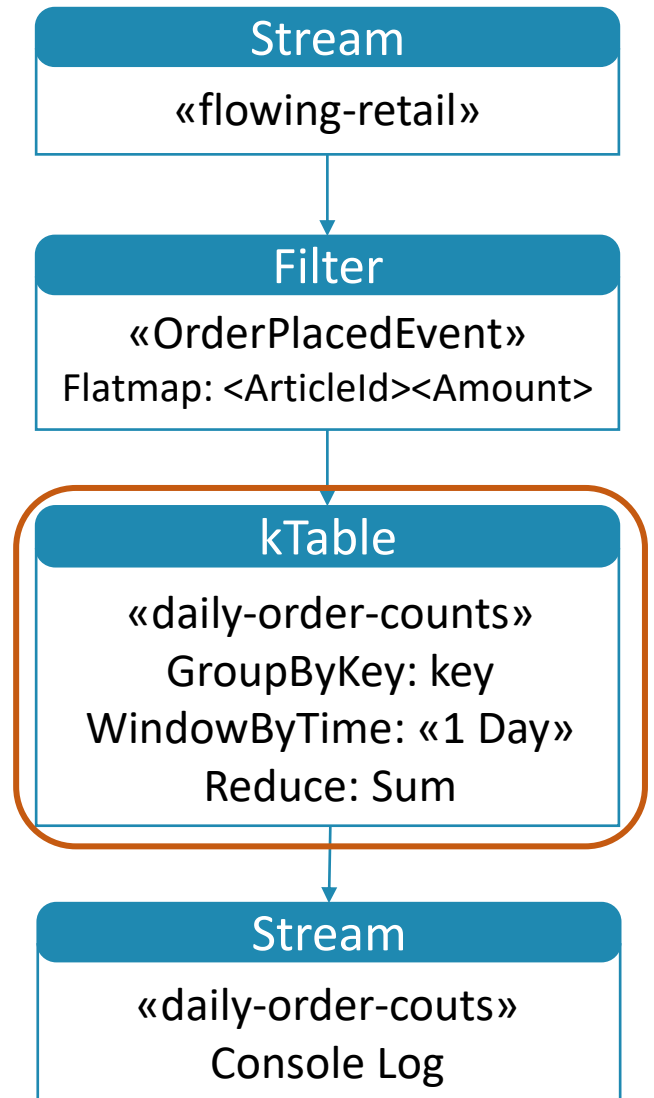 Stream
«flowing-retail»
Filter
«OrderPlacedEvent»
Flatmap: <ArticleId><Amount>
kTable
«daily-order-counts»
GroupByKey: key
WindowByTime: «1 Day»
Reduce: Sum
Stream
«daily-order-couts»
Console Log